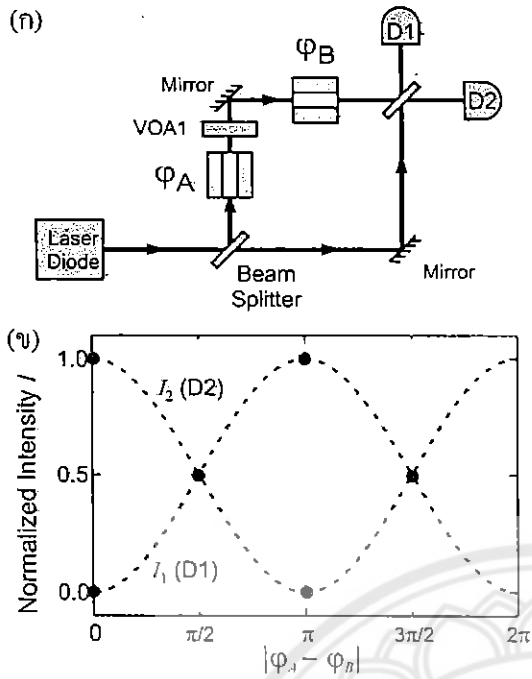 (ก)
D1
φB
Mirror
D2
VOA1
φA
Laser
Diode
Beam
Splitter
Mirror
(ข)
Normalized Intensity I
1.0
0.5
0.0
I₂ (D2)
I₁ (D1)
0
π/2
π
3π/2
2π
|φA − φB|